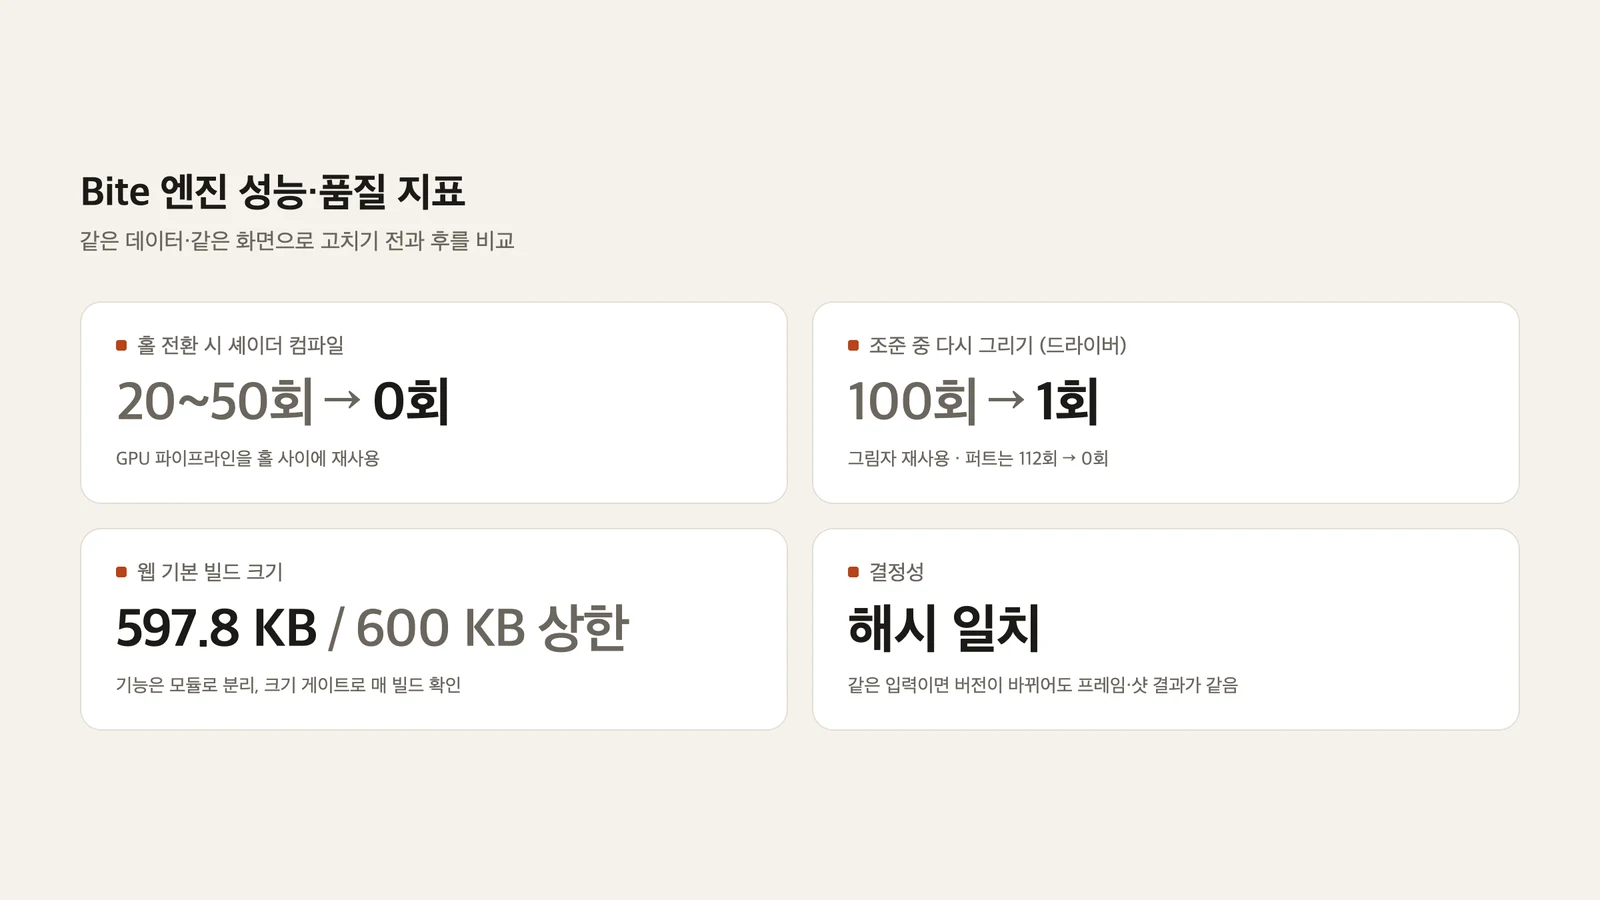 Bite 엔진 성능·품질 지표
같은 데이터·같은 화면으로 고치기 전과 후를 비교
홀 전환 시 셰이더 컴파일
20~50회 → 0회
GPU 파이프라인을 홀 사이에 재사용
조준 중 다시 그리기 (드라이버)
100회 → 1회
그림자 재사용 · 퍼트는 112회 → 0회
웹 기본 빌드 크기
597.8 KB / 600 KB 상한
기능은 모듈로 분리, 크기 게이트로 매 빌드 확인
결정성
해시 일치
같은 입력이면 버전이 바뀌어도 프레임·샷 결과가 같음